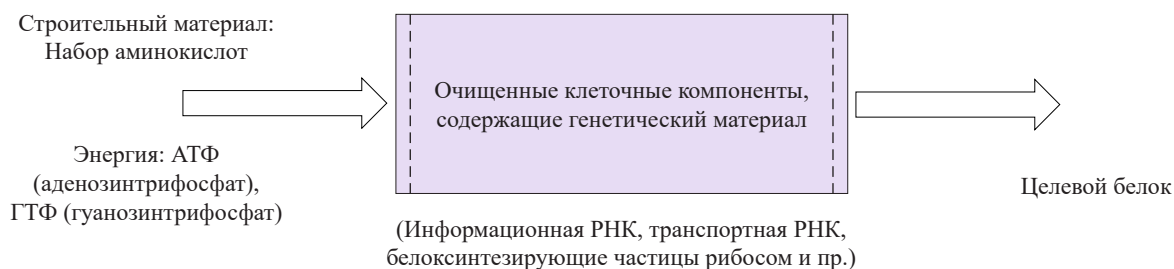 Строительный материал:
Набор аминокислот
Энергия: АТФ
(аденозинтрифосфат),
ГТФ (гуанозинтрифосфат)
Очищенные клеточные компоненты,
содержащие генетический материал
(Информационная РНК, транспортная РНК,
белоксинтезирующие частицы рибосом и пр.)
Целевой белок